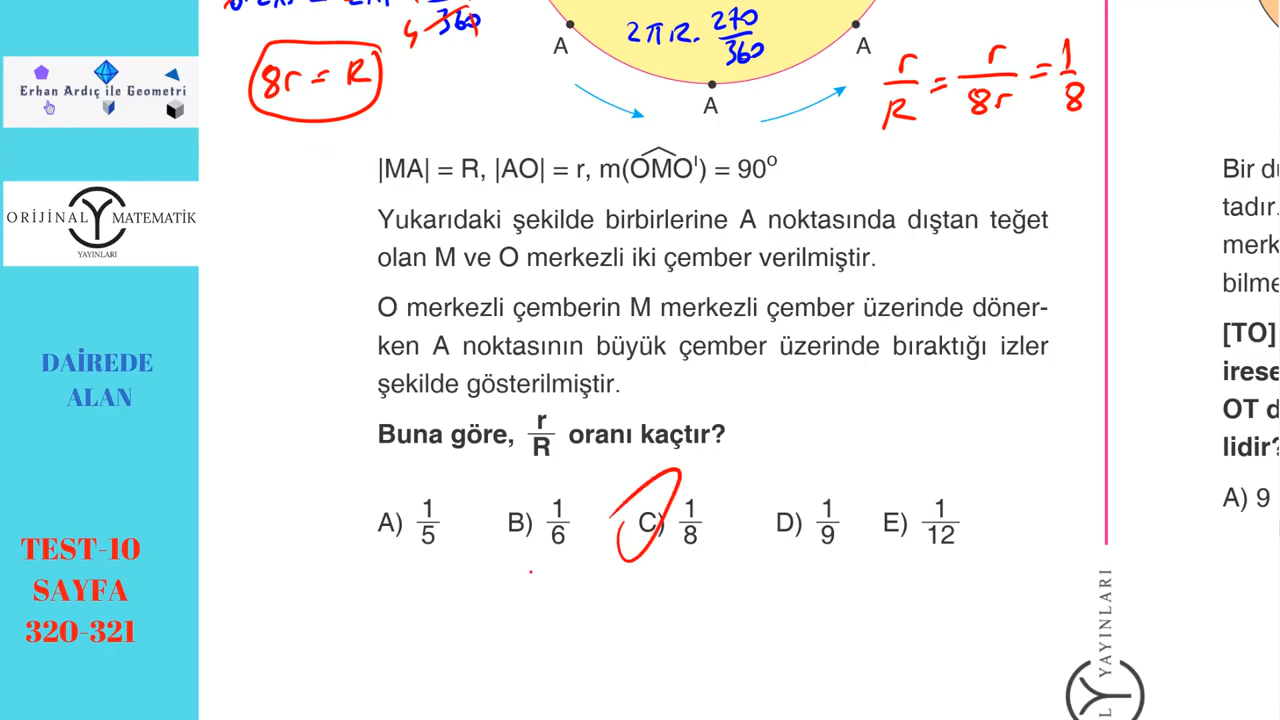 360
8r = R
A
2πR. 270/360
A
A
r/R = r/8r = 1/8
Erhan Ardıç ile Geometri
ORİJİNAL MATEMATİK
YAYINLARI
DAİREDE
ALAN
TEST-10
SAYFA
320-321
|MA| = R, |AO| = r, m(OMO') = 90°
Yukarıdaki şekilde birbirlerine A noktasında dıştan teğet
olan M ve O merkezli iki çember verilmiştir.
O merkezli çemberin M merkezli çember üzerinde döner-
ken A noktasının büyük çember üzerinde bıraktığı izler
şekilde gösterilmiştir.
Buna göre, r/R oranı kaçtır?
A) 1/5 B) 1/6 C) 1/8 D) 1/9 E) 1/12
Bir
tadır.
merk
bilme
[TO]
irese
OT d
lidir?
A) 9
YAYINLARI